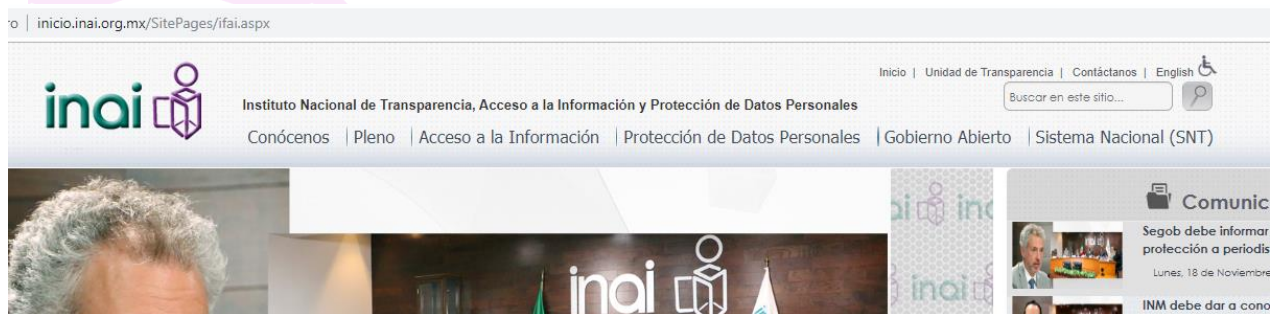 inicio.inai.org.mx/SitePages/ifai.aspx
Inicio | Unidad de Transparencia | Contáctanos | English
inai
Instituto Nacional de Transparencia, Acceso a la Información y Protección de Datos Personales
Buscar en este sitio...
Conócenos | Pleno | Acceso a la Información | Protección de Datos Personales | Gobierno Abierto | Sistema Nacional (SNT)
inai
inai
inai
Comunic
Segob debe informar
protección a periodis
Lunes, 18 de Noviembre
INM debe dar a cono